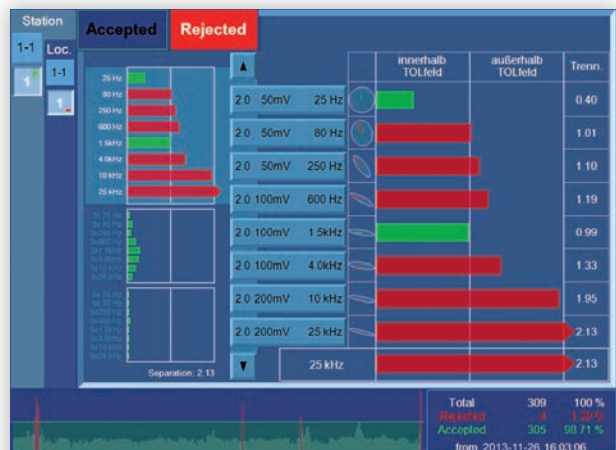 Station
Accepted
Rejected
1-1
Loc.
1-1
1
1
innerhalb TOLfeld
außerhalb TOLfeld
Trenn.
25 Hz
80 Hz
250 Hz
600 Hz
1.5kHz
4.0kHz
10 kHz
25 kHz
2.0 50mV 25 Hz 0.40
2.0 50mV 80 Hz 1.01
2.0 50mV 250 Hz 1.10
2.0 100mV 600 Hz 1.19
2.0 100mV 1.5kHz 0.99
2.0 100mV 4.0kHz 1.33
2.0 200mV 10 kHz 1.95
2.0 200mV 25 kHz 2.13
25 kHz 2.13
Separation: 2.13
Total 309 100 %
Rejected 4 1.29 %
Accepted 305 98.71 %
from 2013-11-26 16:03:06